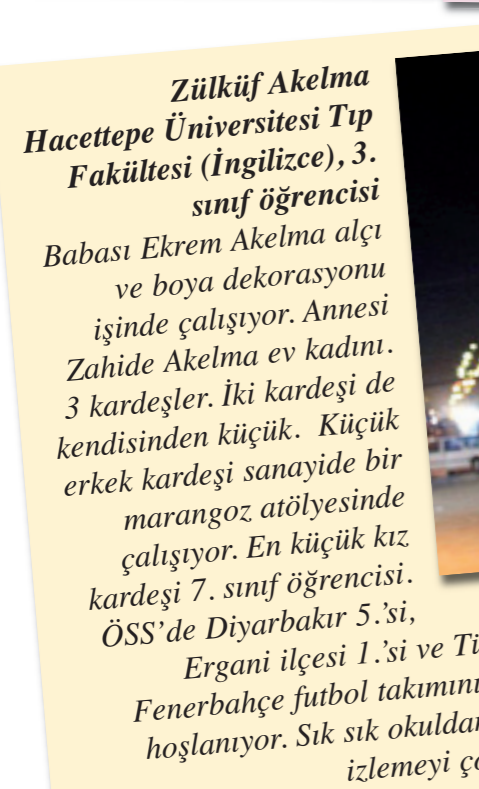 Zülküf Akelma
Hacettepe Üniversitesi Tıp
Fakültesi (İngilizce), 3.
sınıf öğrencisi
Babası Ekrem Akelma alçı
ve boya dekorasyonu
işinde çalışıyor. Annesi
Zahide Akelma ev kadını.
3 kardeşler. İki kardeşi de
kendisinden küçük. Küçük
erkek kardeşi sanayide bir
marangoz atölyesinde
çalışıyor. En küçük kız
kardeşi 7. sınıf öğrencisi.
ÖSS’de Diyarbakır 5.’si,
Ergani ilçesi 1.’si ve
Fenerbahçe futbol
hoşlanıyor. Sık sık
izlemeyi